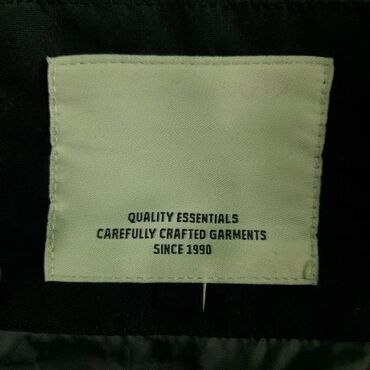 QUALITY ESSENTIALS
CAREFULLY CRAFTED GARMENTS
SINCE 1990